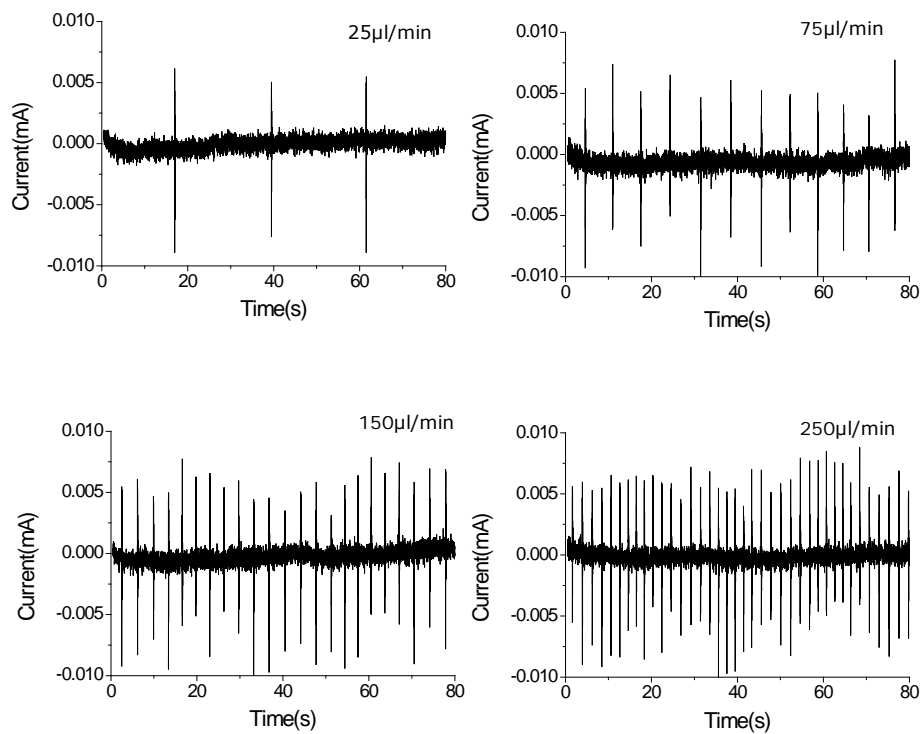 25µl/min
0.010
0.005
0.000
-0.005
-0.010
Current(mA)
0 20 40 60 80
Time(s)
75µl/min
0.010
0.005
0.000
-0.005
-0.010
Current(mA)
0 20 40 60 80
Time(s)
150µl/min
0.010
0.005
0.000
-0.005
-0.010
Current(mA)
0 20 40 60 80
Time(s)
250µl/min
0.010
0.005
0.000
-0.005
-0.010
Current(mA)
0 20 40 60 80
Time(s)